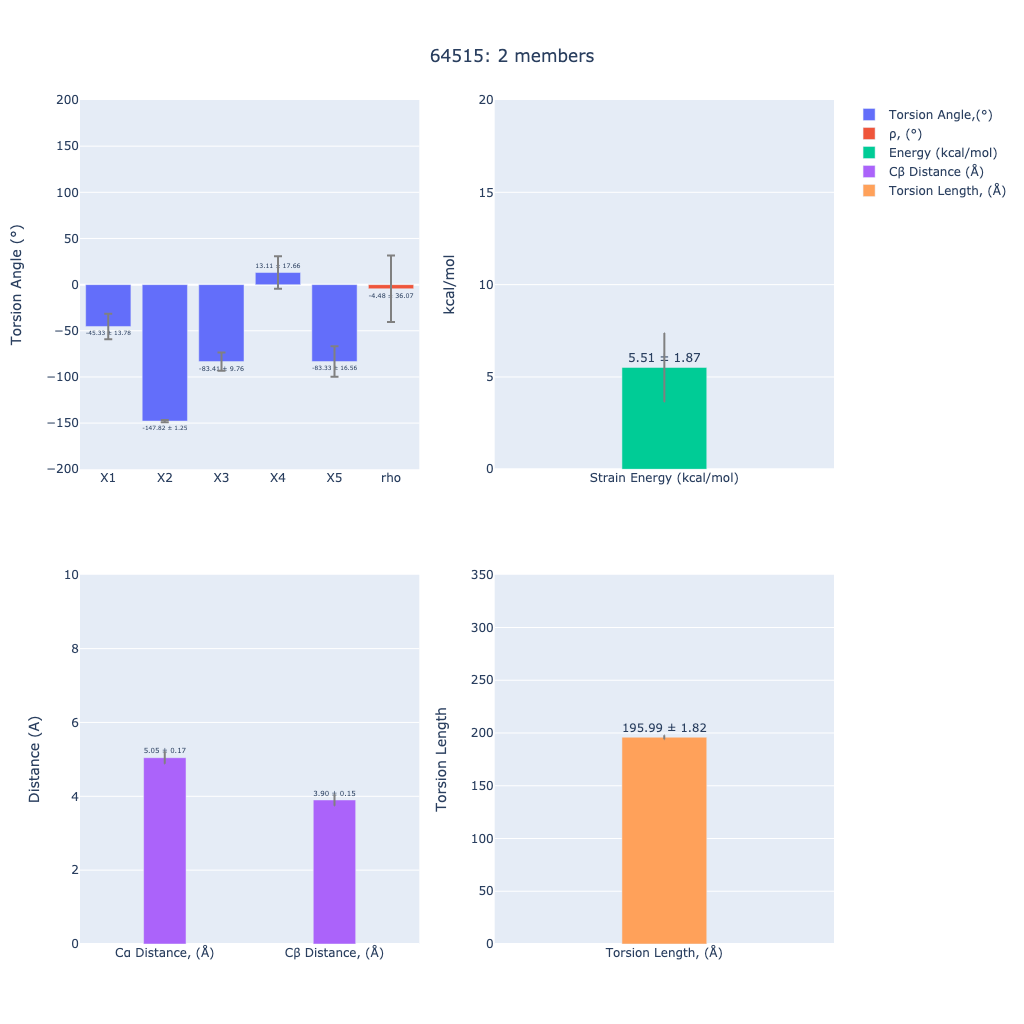 64515: 2 members
Torsion Angle (°)
200
150
100
50
0
−50
−100
−150
−200
-45.33 ± 13.78
-147.82 ± 1.25
-83.41 ± 9.76
13.11 ± 17.66
-83.33 ± 16.56
-4.48 ± 36.07
X1 X2 X3 X4 X5 rho
kcal/mol
20
15
10
5
0
5.51 ± 1.87
Strain Energy (kcal/mol)
Torsion Angle,(°)
ρ, (°)
Energy (kcal/mol)
Cβ Distance (Å)
Torsion Length, (Å)
Distance (A)
10
8
6
4
2
0
5.05 ± 0.17
3.90 ± 0.15
Cα Distance, (Å) Cβ Distance, (Å)
Torsion Length
350
300
250
200
150
100
50
0
195.99 ± 1.82
Torsion Length, (Å)